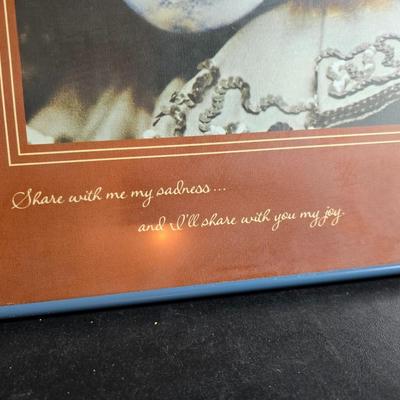 Share with me my sadness...
and I'll share with you my joy.